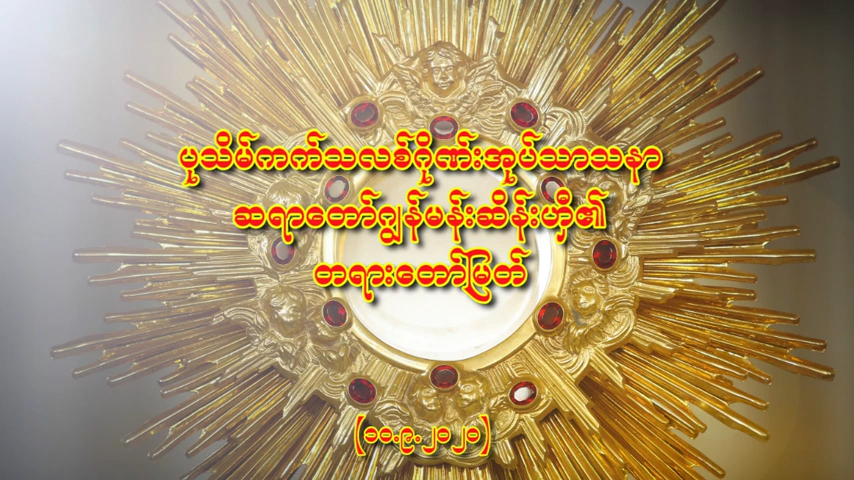 ပုသိမ်ကက်သလစ်ဂိုဏ်းအုပ်သာသနာ
ဆရာတော်ဂျွန်မန်းဆိန်းဟှီ၏
တရားတော်မြတ်
(၁၀.၉.၂၀၂၀)